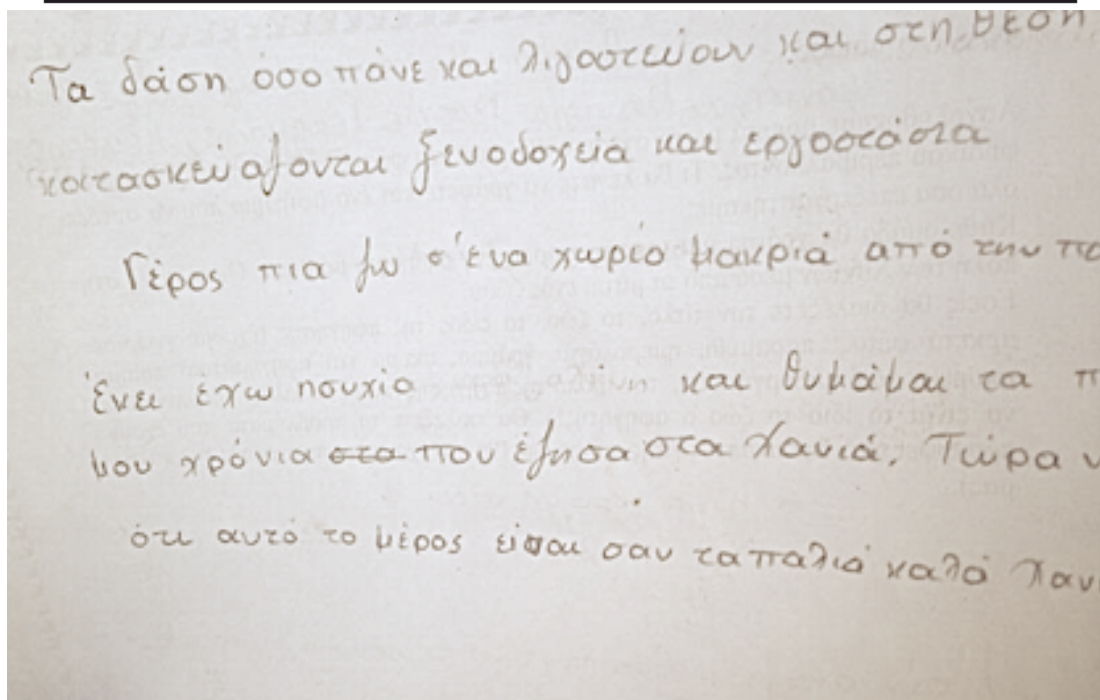 Τα δάση όσο πάνε και λιγοστεύουν και στη θέση
κατασκευάζονται ξενοδοχεία και εργοστάσια
Γέρος πια ζω σ' ένα χωριό μακριά από την
έχω ησυχία και θυμάμαι τα
μου χρόνια στα που έζησα στα Χανιά. Τώρα
ότι αυτό το μέρος είναι σαν τα παλιά καλά